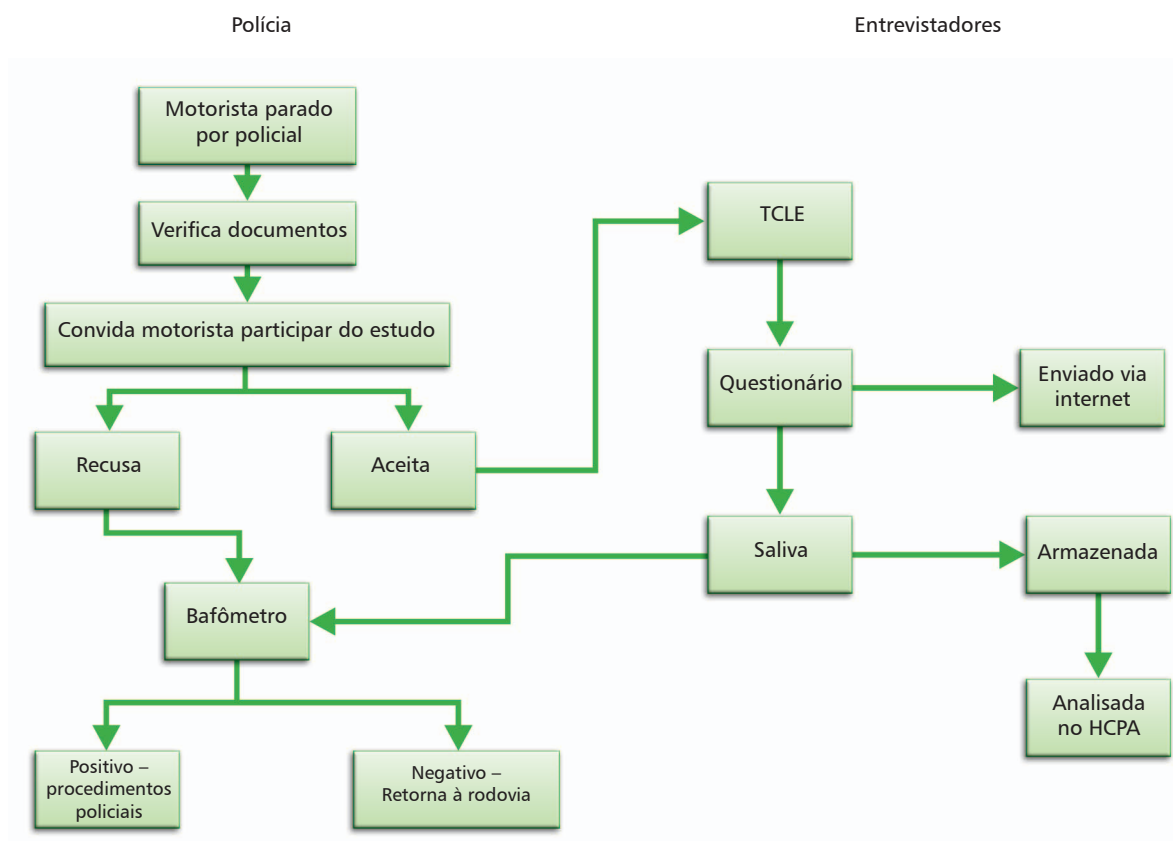 Polícia
Entrevistadores
Motorista parado
por policial
Verifica documentos
Convida motorista participar do estudo
Recusa
Aceita
TCLE
Questionário
Enviado via
internet
Saliva
Armazenada
Analisada
no HCPA
Bafômetro
Positivo –
procedimentos
policiais
Negativo –
Retorna à rodovia